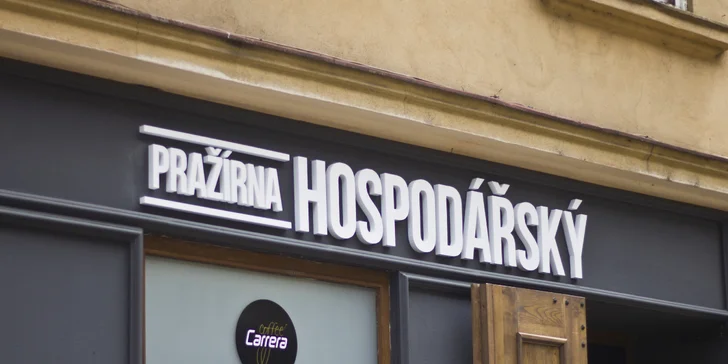 PRAŽÍRNA
HOSPODÁŘSKÝ
coffee
Carrera